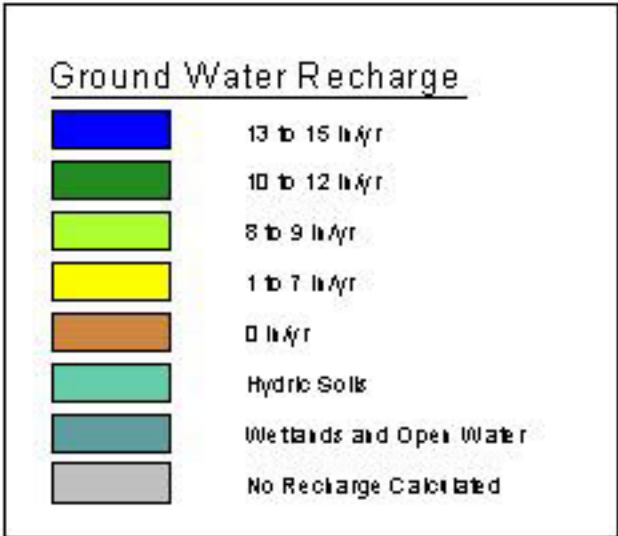 Ground Water Recharge
13 to 15 in/yr
10 to 12 in/yr
8 to 9 in/yr
1 to 7 in/yr
0 in/yr
Hydric Soils
Wetlands and Open Water
No Recharge Calculated